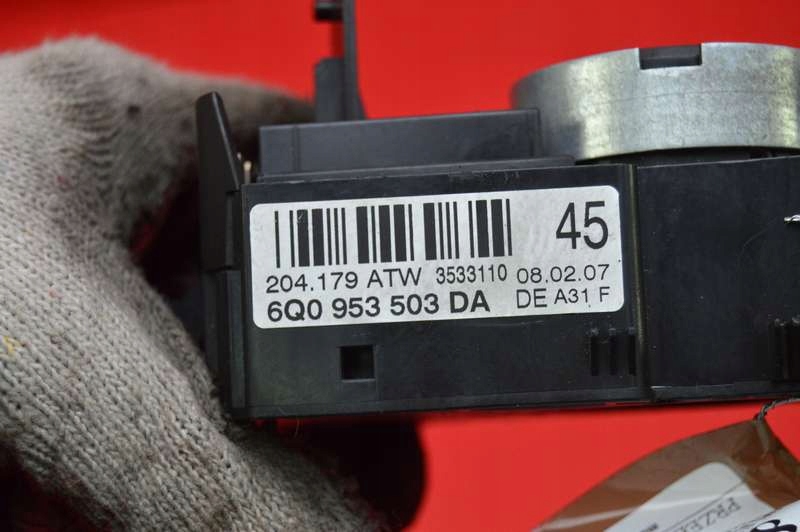 45
204.179 ATW 3533110 08.02.07
6Q0 953 503 DA DE A31 F